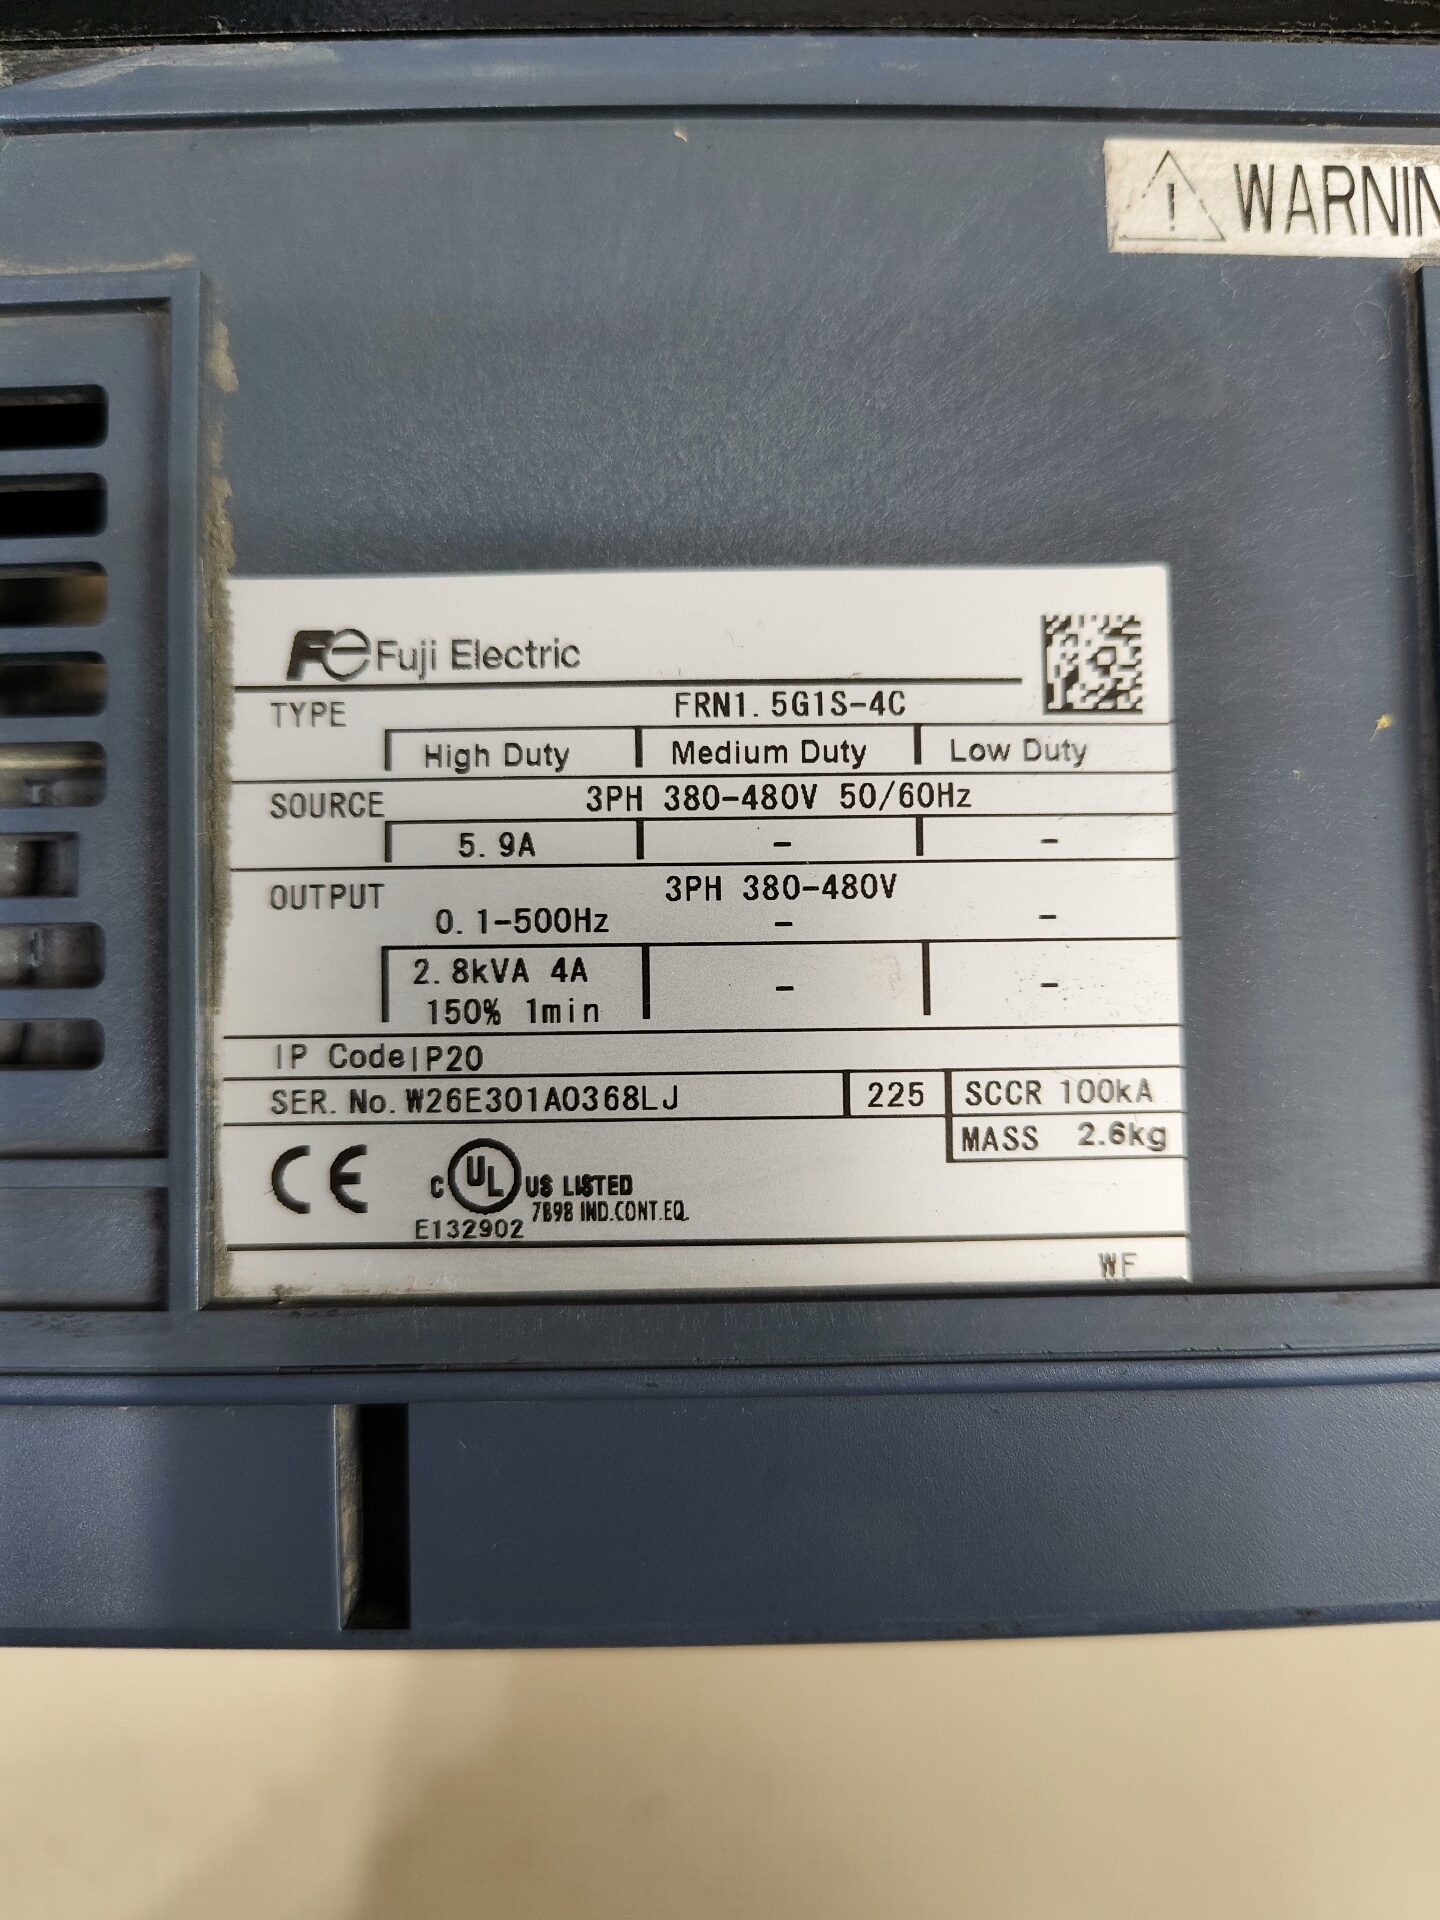 WARNIN
Fe Fuji Electric
TYPE FRN1.5G1S-4C
High Duty Medium Duty Low Duty
SOURCE 3PH 380-480V 50/60Hz
5.9A - -
OUTPUT 3PH 380-480V
0.1-500Hz - -
2.8kVA 4A - -
150% 1min
IP Code IP20
SER. No. W26E301A0368LJ 225 SCCR 100kA
MASS 2.6kg
CE c UL US LISTED
7B98 IND.CONT.EQ.
E132902
WF